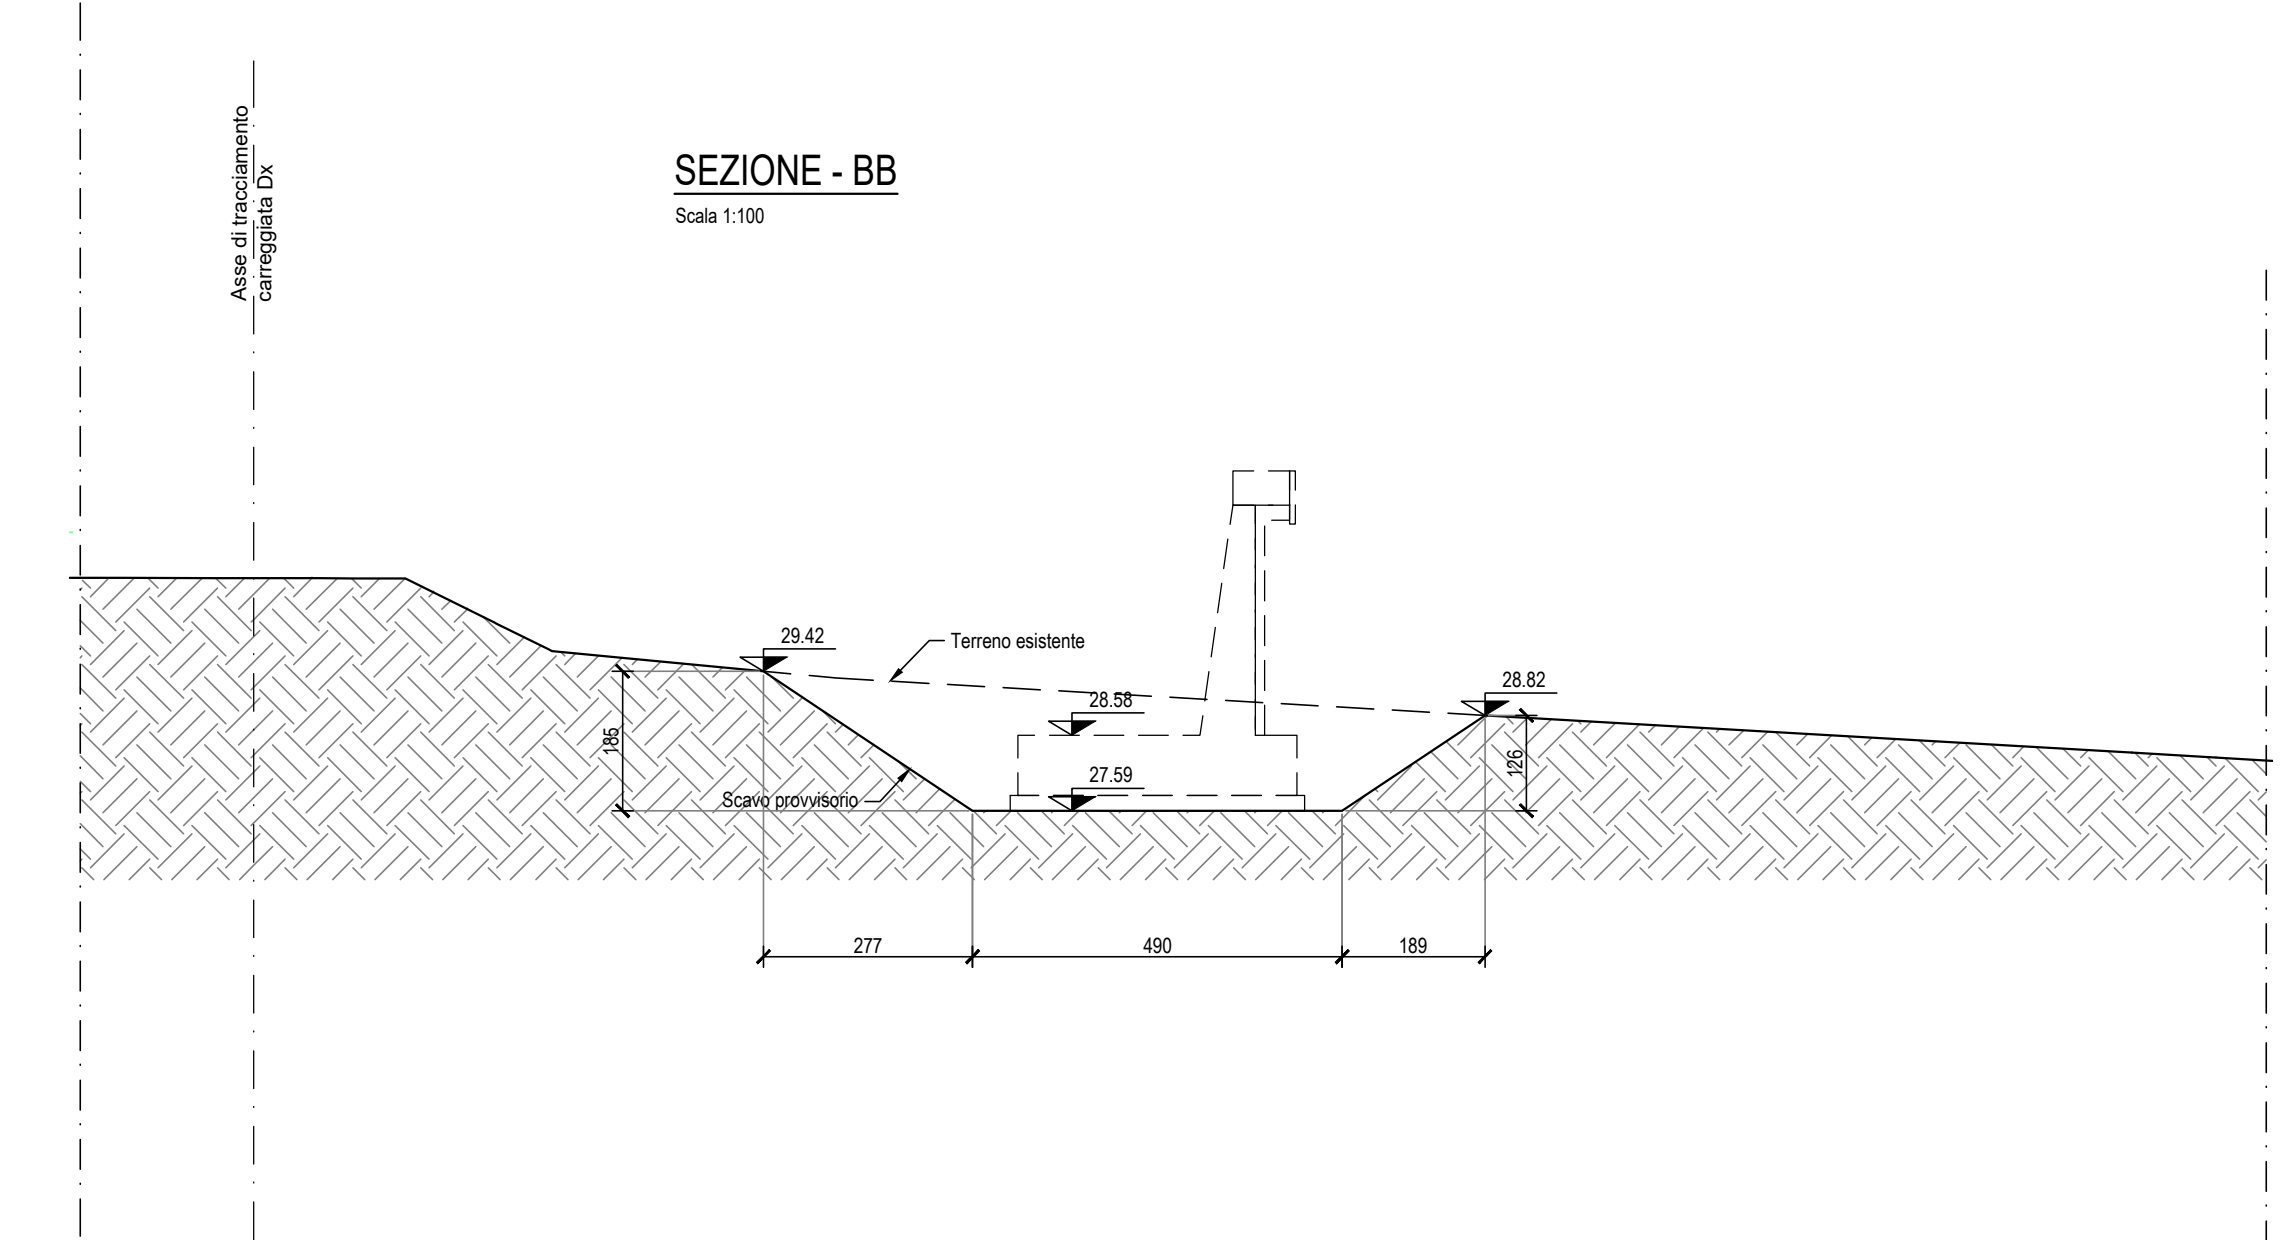 Asse di tracciamento
carreggiata Dx
SEZIONE - BB
Scala 1:100
29.42
Terreno esistente
28.58
28.82
185
126
27.59
Scavo provvisorio
277
490
189